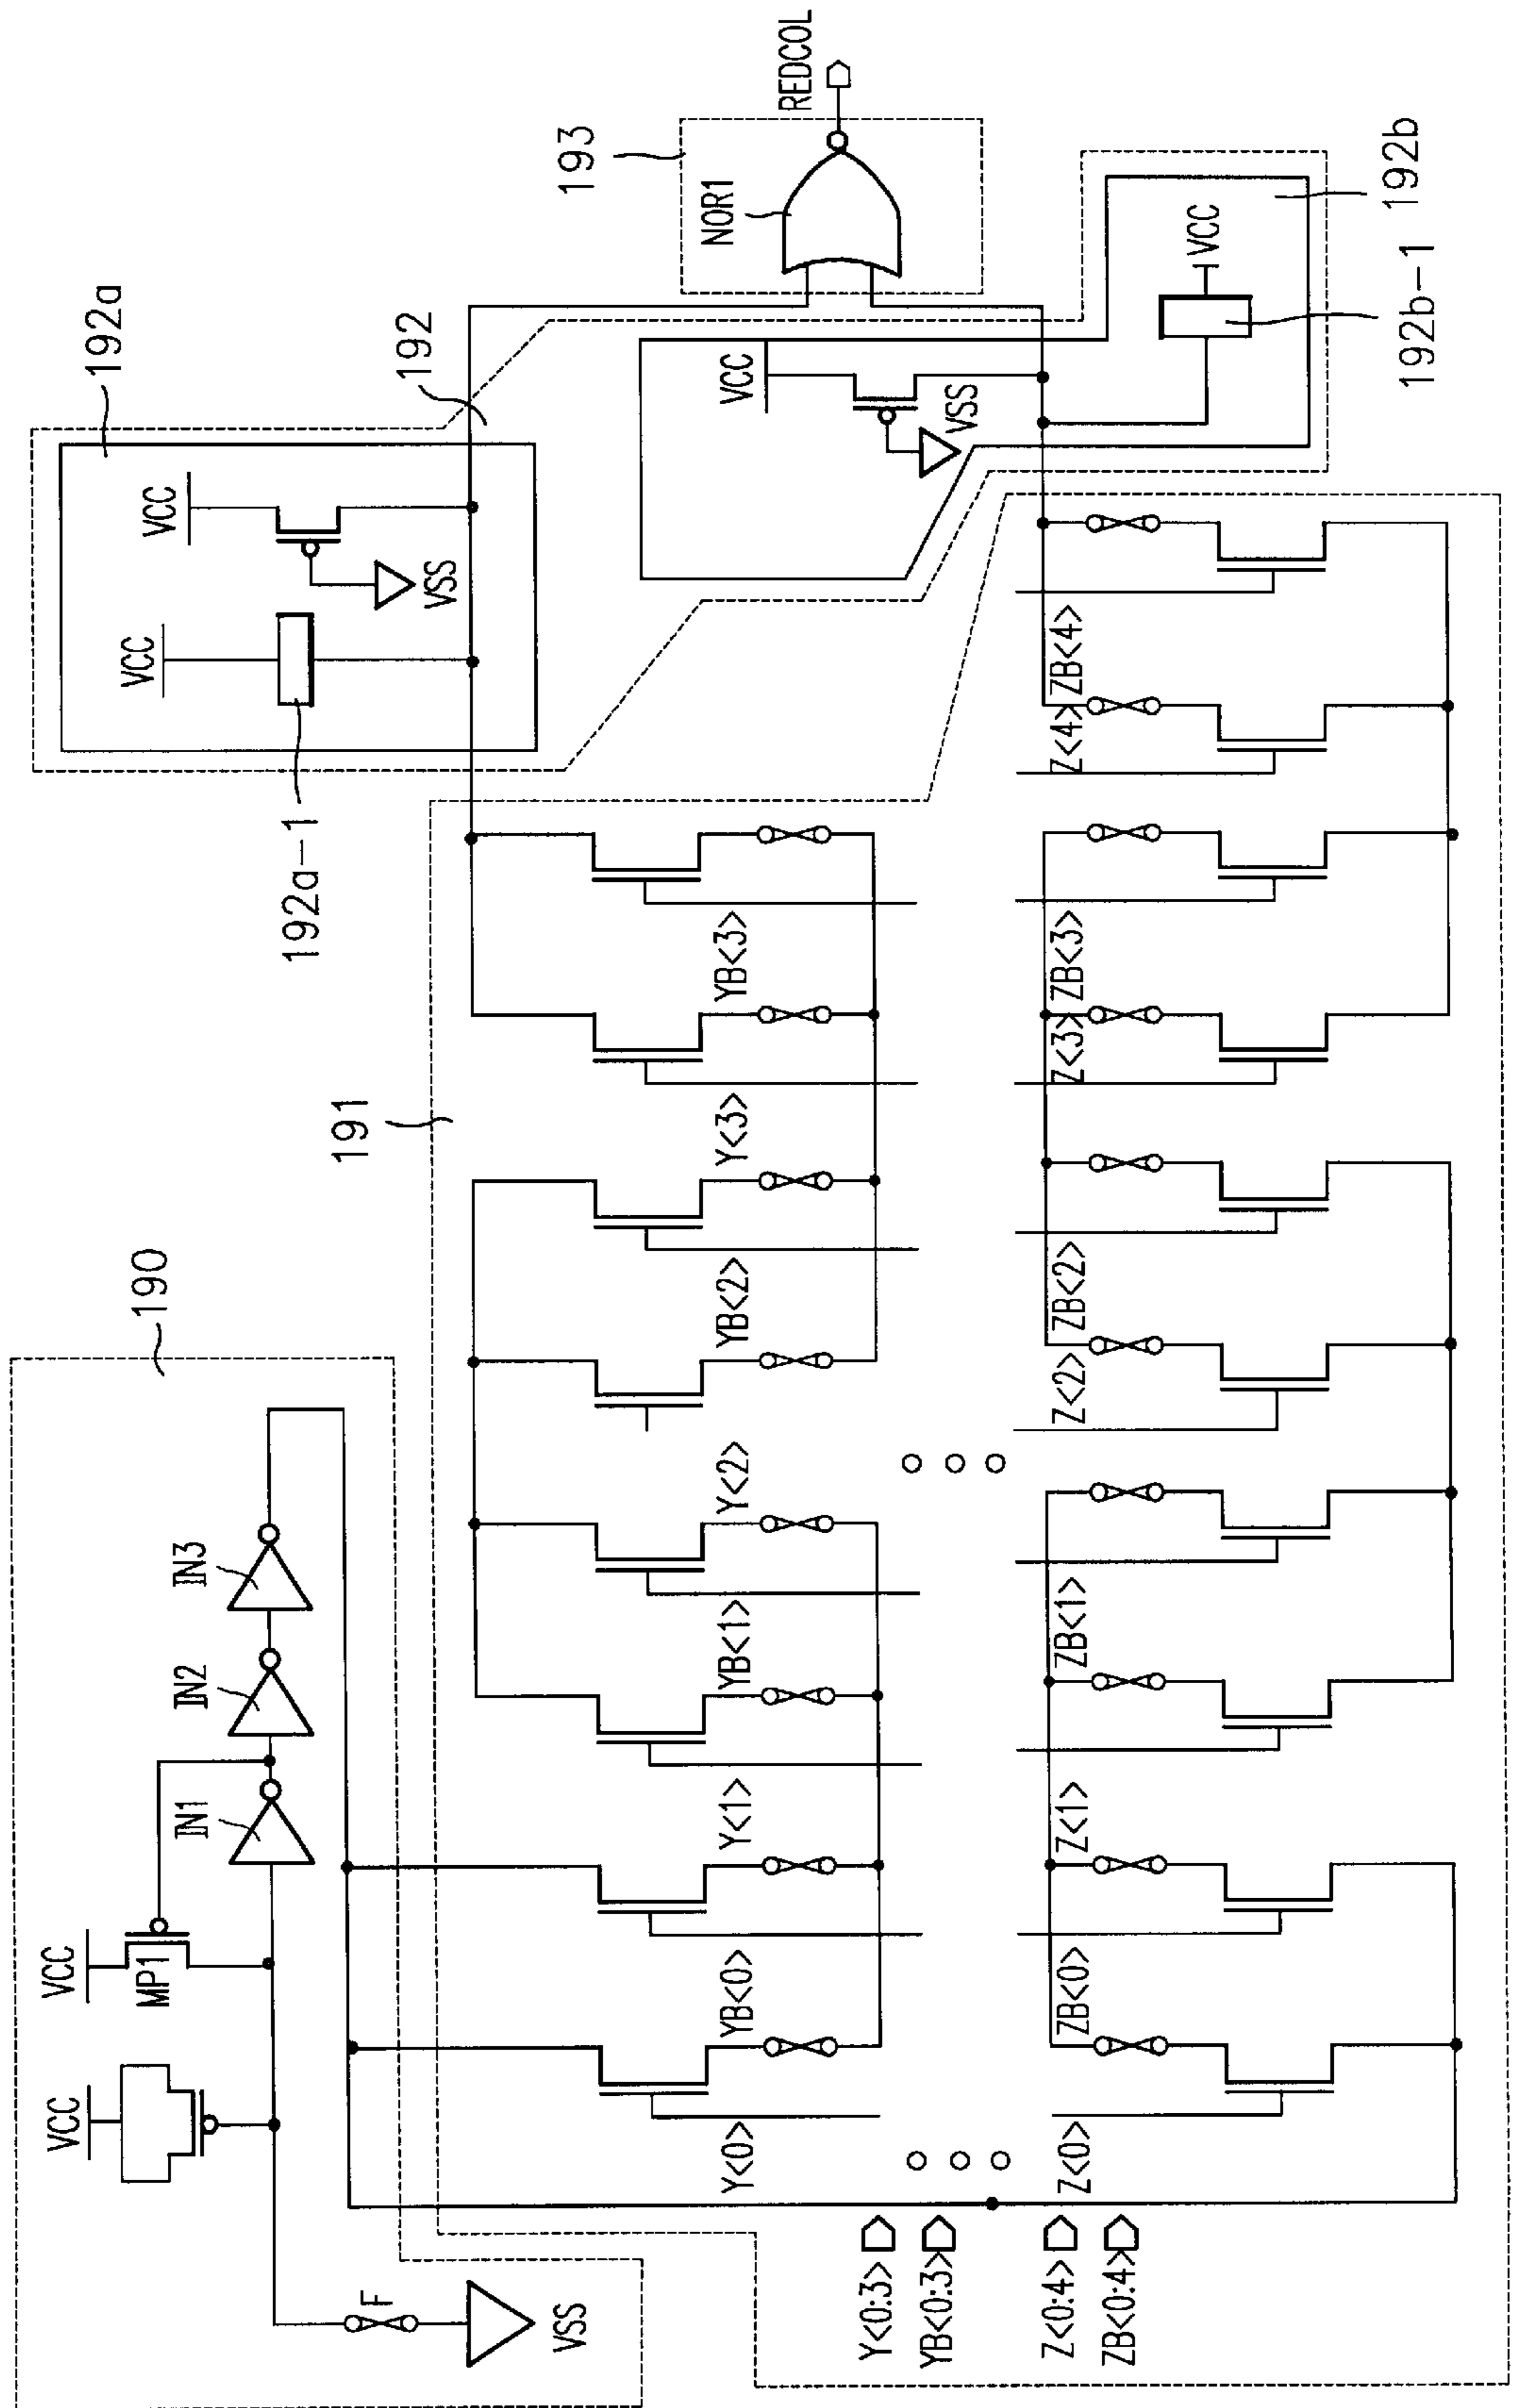 190
VCC
VCC
MP1
IN1
IN2
IN3
F
VSS
191
Y<0>
YB<0>
Y<1>
YB<1>
Y<2>
YB<2>
Y<3>
YB<3>
Z<0>
ZB<0>
Z<1>
ZB<1>
Z<2>
ZB<2>
Z<3>
ZB<3>
Z<4>
ZB<4>
Y<0:3>
YB<0:3>
Z<0:4>
ZB<0:4>
192a
VCC
VCC
VSS
192a-1
192
VCC
VSS
VCC
192b
192b-1
193
NOR1
REDCOL